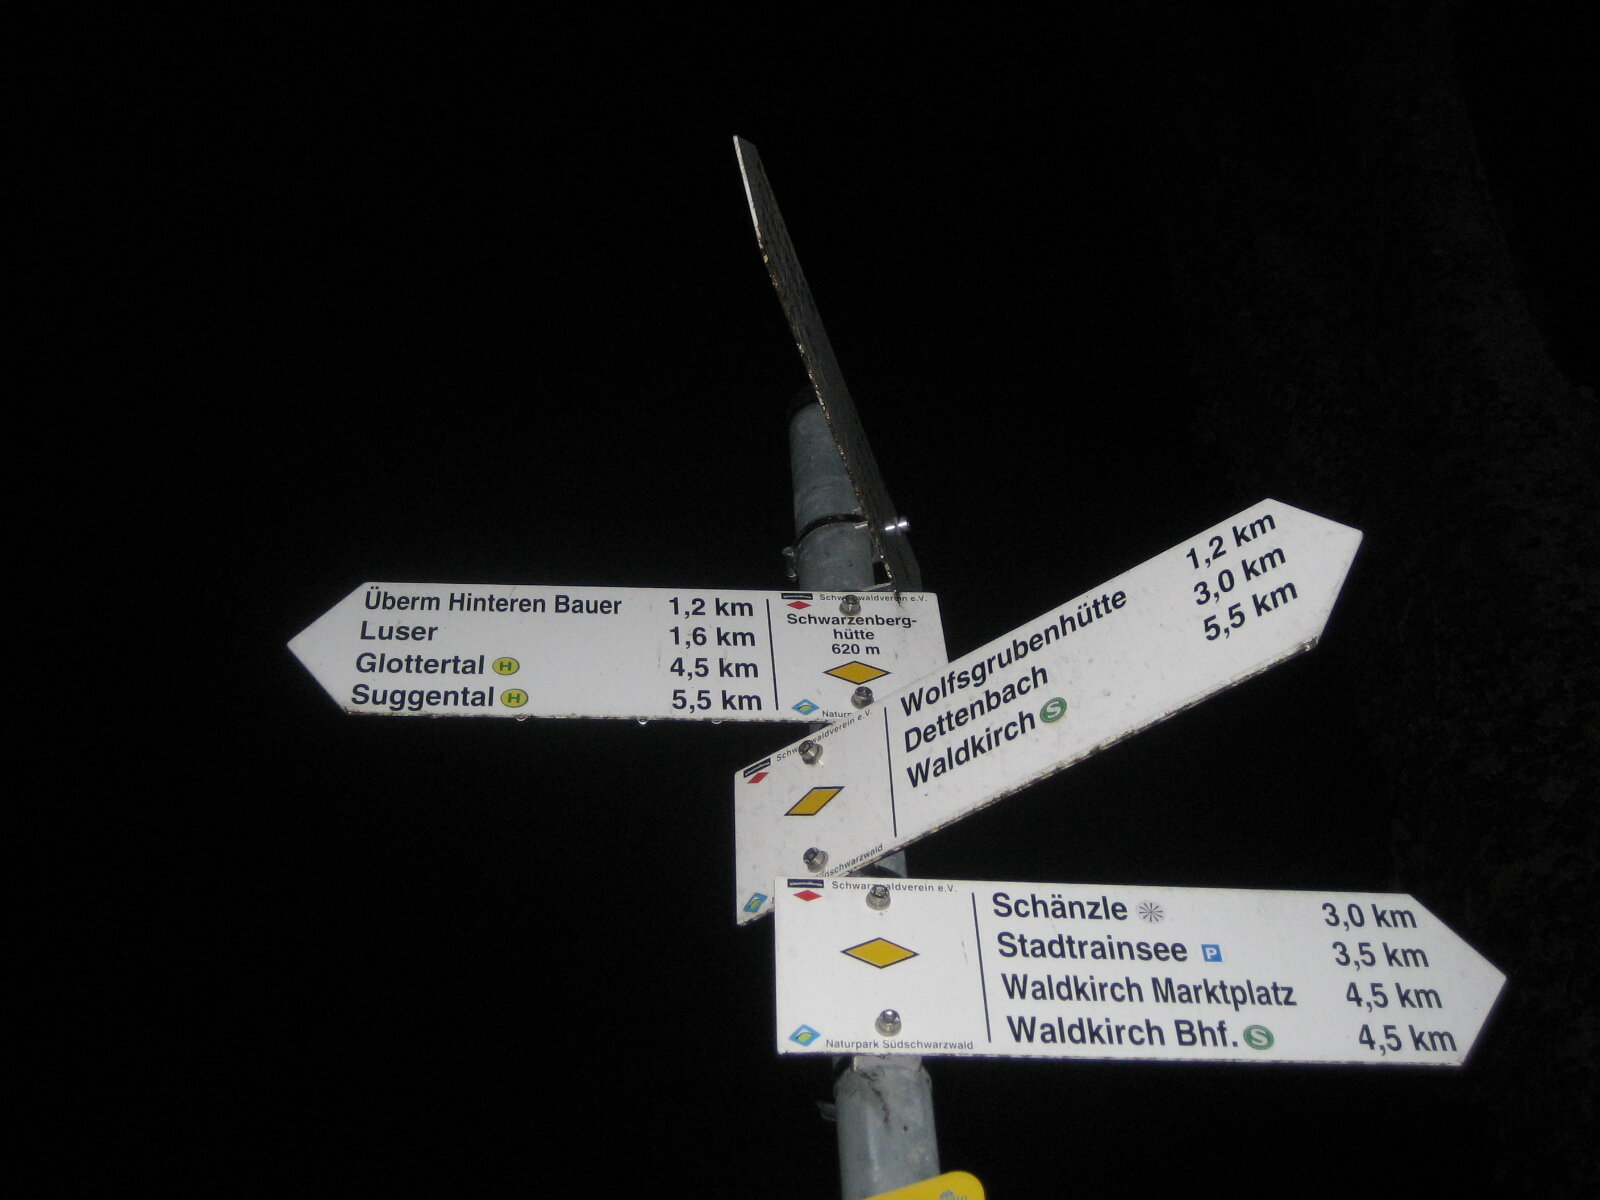 Überm Hinteren Bauer 1,2 km
Luser 1,6 km
Glottertal H 4,5 km
Suggental H 5,5 km
Schwarzwaldverein e.V.
Schwarzenberg-
hütte
620 m
Schwarzwaldverein e.V.
Wolfsgrubenhütte 1,2 km
Dettenbach 3,0 km
Waldkirch S 5,5 km
Südschwarzwald
Schwarzwaldverein e.V.
Schänzle 3,0 km
Stadtrainsee P 3,5 km
Waldkirch Marktplatz 4,5 km
Waldkirch Bhf. S 4,5 km
Naturpark Südschwarzwald